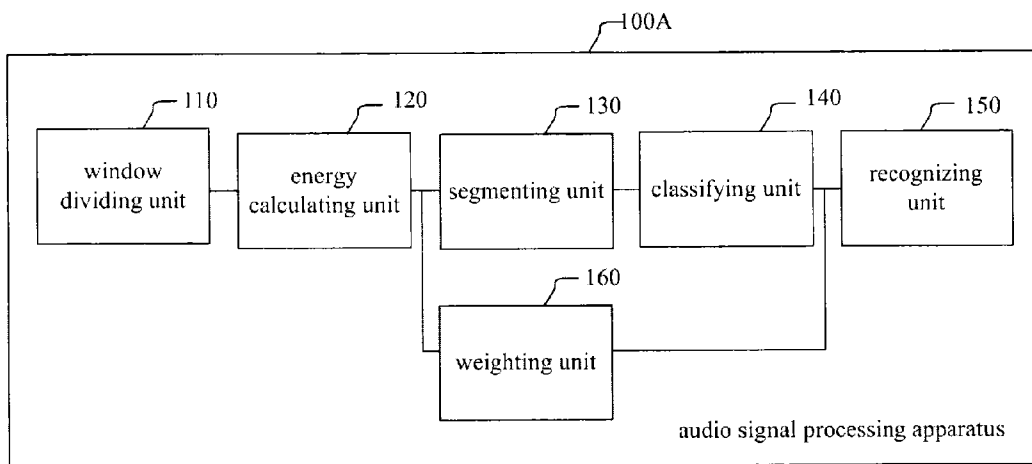 100A
110
120
130
140
150
window
dividing unit
energy
calculating unit
segmenting unit
classifying unit
recognizing
unit
160
weighting unit
audio signal processing apparatus